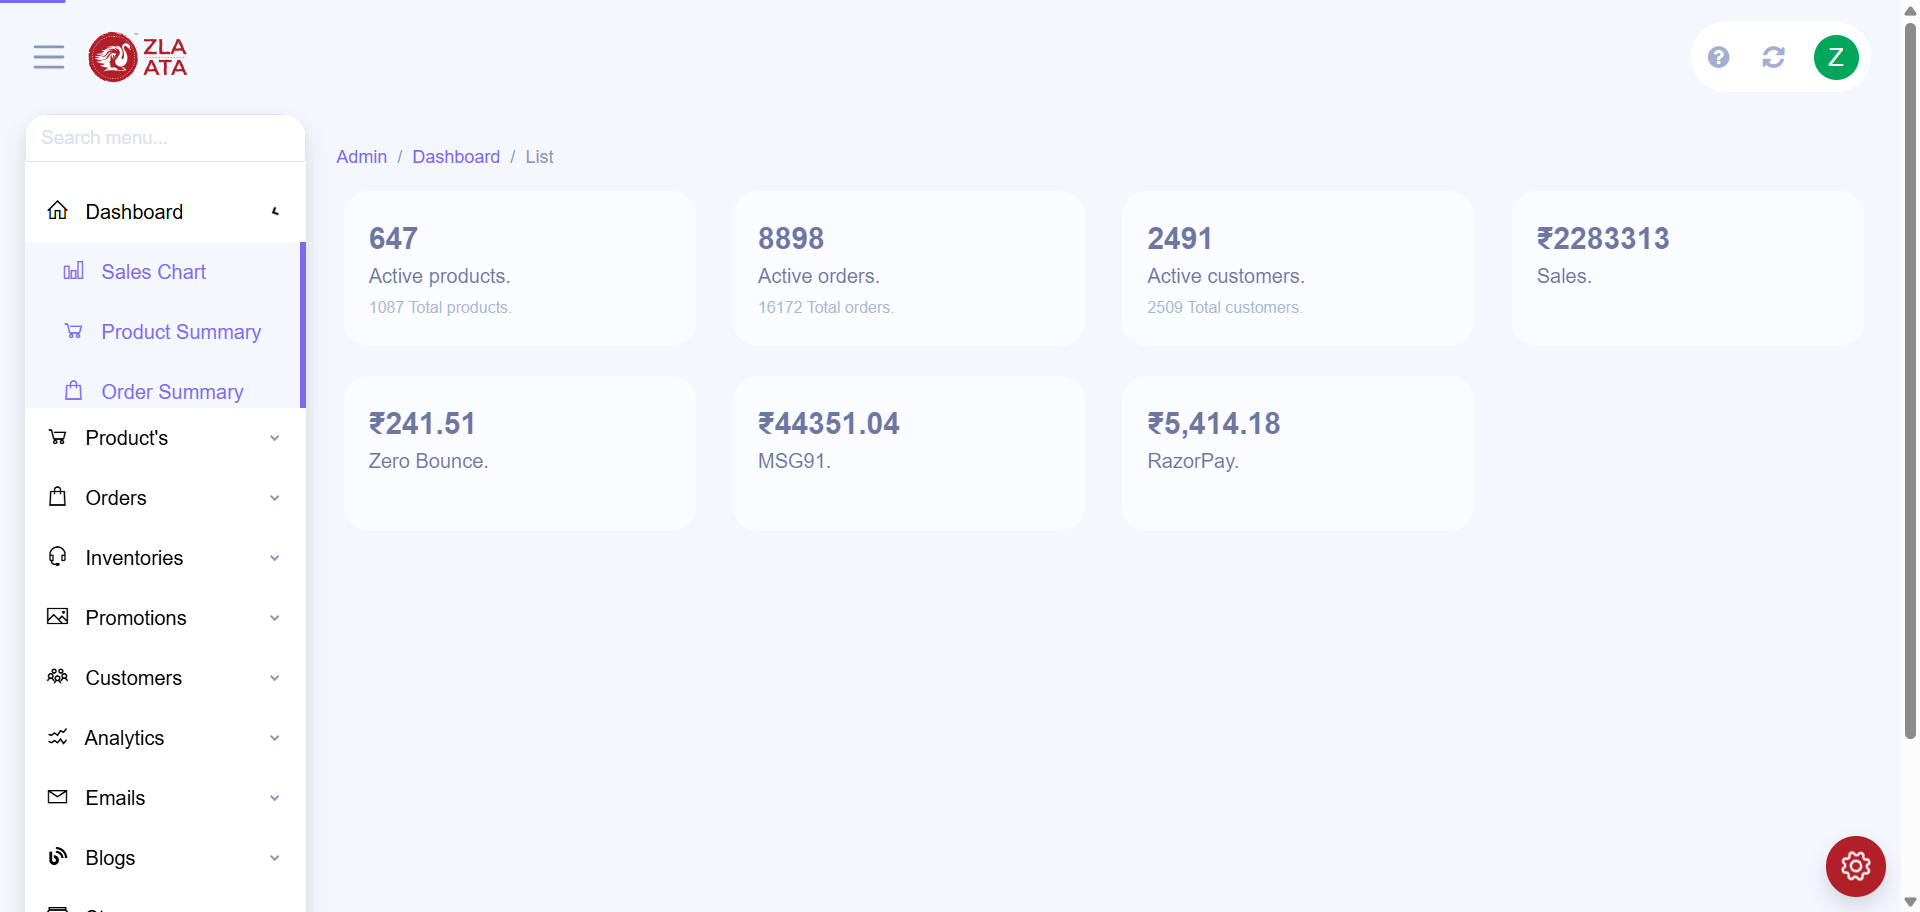 ZLA
ATA
Z
Search menu...
Admin / Dashboard / List
Dashboard
Sales Chart
Product Summary
Order Summary
Product's
Orders
Inventories
Promotions
Customers
Analytics
Emails
Blogs
647
Active products.
1087 Total products.
8898
Active orders.
16172 Total orders.
2491
Active customers.
2509 Total customers.
₹2283313
Sales.
₹241.51
Zero Bounce.
₹44351.04
MSG91.
₹5,414.18
RazorPay.